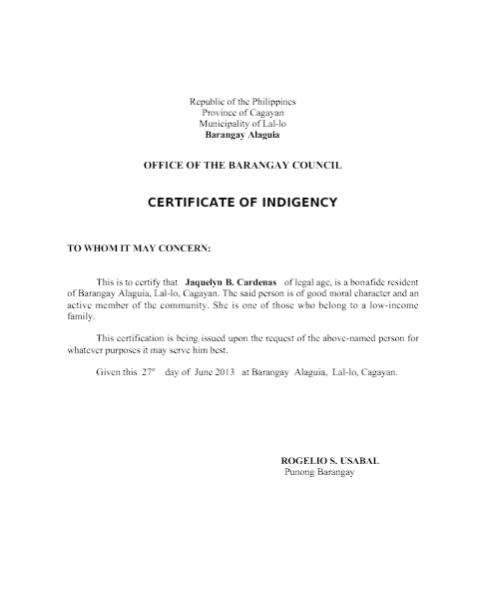 Republic of the Philippines
Province of Cagayan
Municipality of Lal-lo
Barangay Alaguia
OFFICE OF THE BARANGAY COUNCIL
CERTIFICATE OF INDIGENCY
TO WHOM IT MAY CONCERN:
This is to certify that Jaquelyn B. Cardenas of legal age, is a bonafide resident
of Barangay Alaguia, Lal-lo, Cagayan. The said person is of good moral character and an
active member of the community. She is one of those who belong to a low-income
family.
This certification is being issued upon the request of the above-named person for
whatever purposes it may serve him best.
Given this 27th day of June 2013 at Barangay Alaguia, Lal-lo, Cagayan.
ROGELIO S. USABAL
Punong Barangay